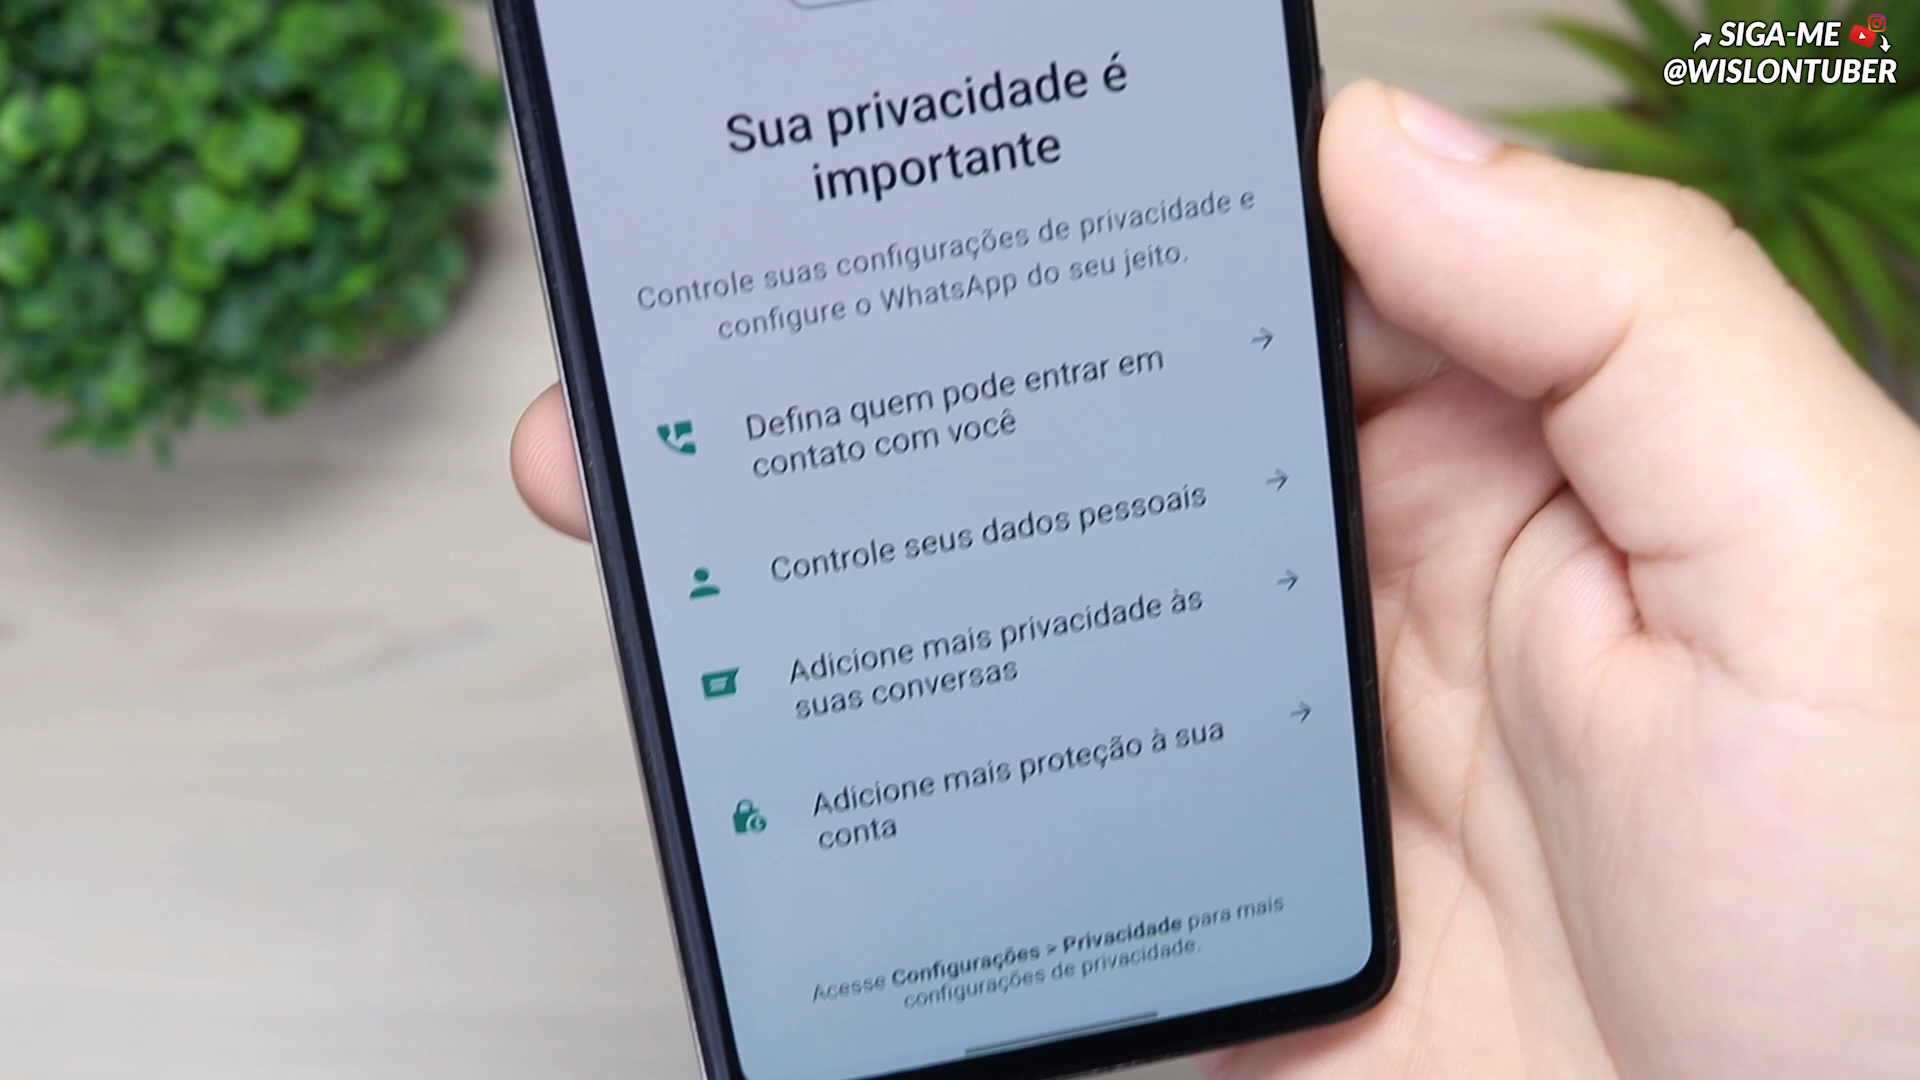 SIGA-ME
@WISLONTUBER
Sua privacidade é
importante
Controle suas configurações de privacidade e
configure o WhatsApp do seu jeito.
Defina quem pode entrar em
contato com você
Controle seus dados pessoais
Adicione mais privacidade às
suas conversas
Adicione mais proteção à sua
conta
Acesse Configurações > Privacidade para mais
configurações de privacidade.